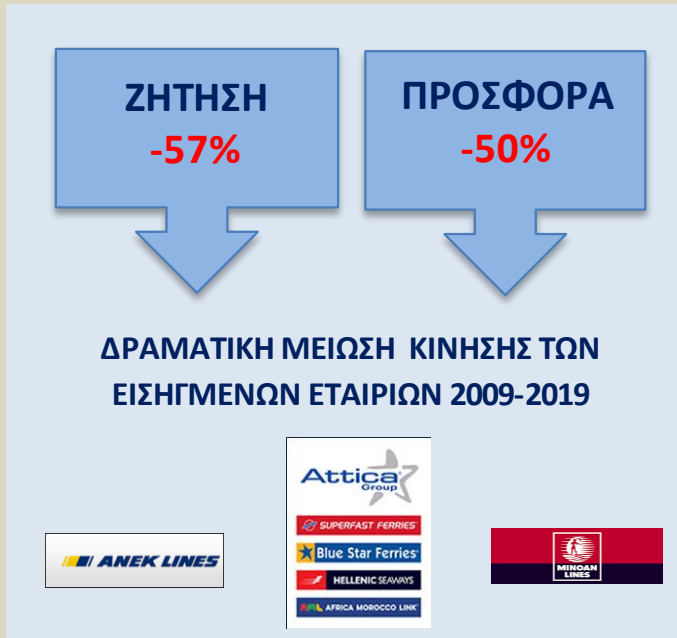 ΖΗΤΗΣΗ
-57%
ΠΡΟΣΦΟΡΑ
-50%
ΔΡΑΜΑΤΙΚΗ ΜΕΙΩΣΗ ΚΙΝΗΣΗΣ ΤΩΝ
ΕΙΣΗΓΜΕΝΩΝ ΕΤΑΙΡΙΩΝ 2009-2019
ANEK LINES
Attica
Group
SUPERFAST FERRIES
Blue Star Ferries
HELLENIC SEAWAYS
AML AFRICA MOROCCO LINK
MINOAN
LINES